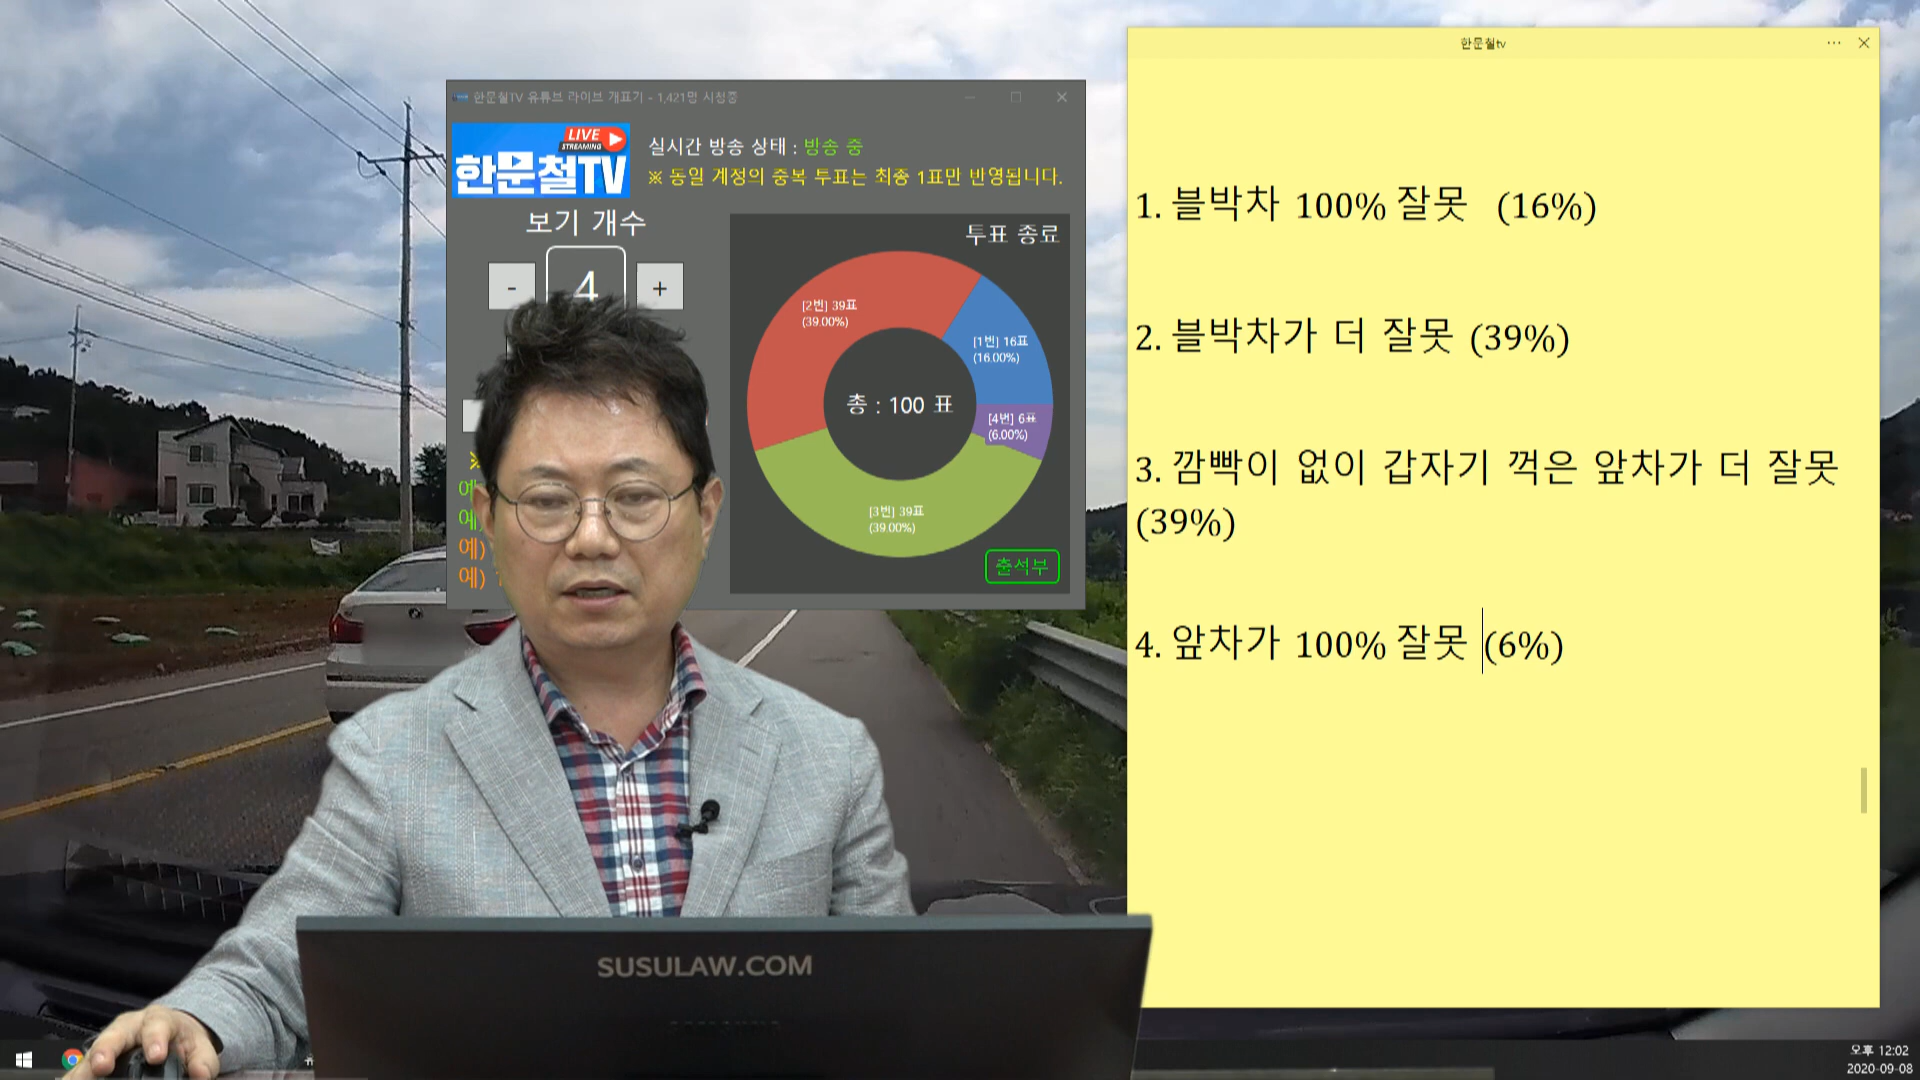 한문철TV 유튜브 라이브 개표기 - 1,421명 시청중
LIVE
STREAMING
한문철TV
실시간 방송 상태 : 방송 중
※ 동일 계정의 중복 투표는 최종 1표만 반영됩니다.
보기 개수
- 4 +
투표 종료
[2번] 39표
(39.00%)
[1번] 16표
(16.00%)
총 : 100 표
[4번] 6표
(6.00%)
[3번] 39표
(39.00%)
출석부
예)
예)
한문철tv
1. 블박차 100% 잘못 (16%)
2. 블박차가 더 잘못 (39%)
3. 깜빡이 없이 갑자기 꺽은 앞차가 더 잘못
(39%)
4. 앞차가 100% 잘못 (6%)
SUSULAW.COM
오후 12:02
2020-09-08